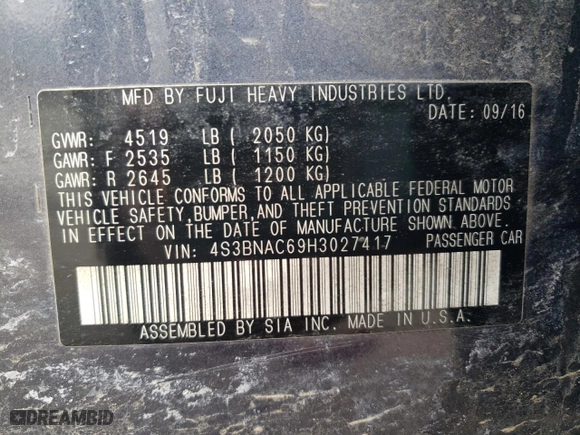 MFD BY FUJI HEAVY INDUSTRIES LTD.
DATE: 09/16
GVWR: 4519 LB ( 2050 KG)
GAWR: F 2535 LB ( 1150 KG)
GAWR: R 2645 LB ( 1200 KG)
THIS VEHICLE CONFORMS TO ALL APPLICABLE FEDERAL MOTOR
VEHICLE SAFETY, BUMPER, AND THEFT PREVENTION STANDARDS
IN EFFECT ON THE DATE OF MANUFACTURE SHOWN ABOVE.
VIN: 4S3BNAC69H3027417 PASSENGER CAR
ASSEMBLED BY SIA INC. MADE IN U.S.A.
DREAMBID